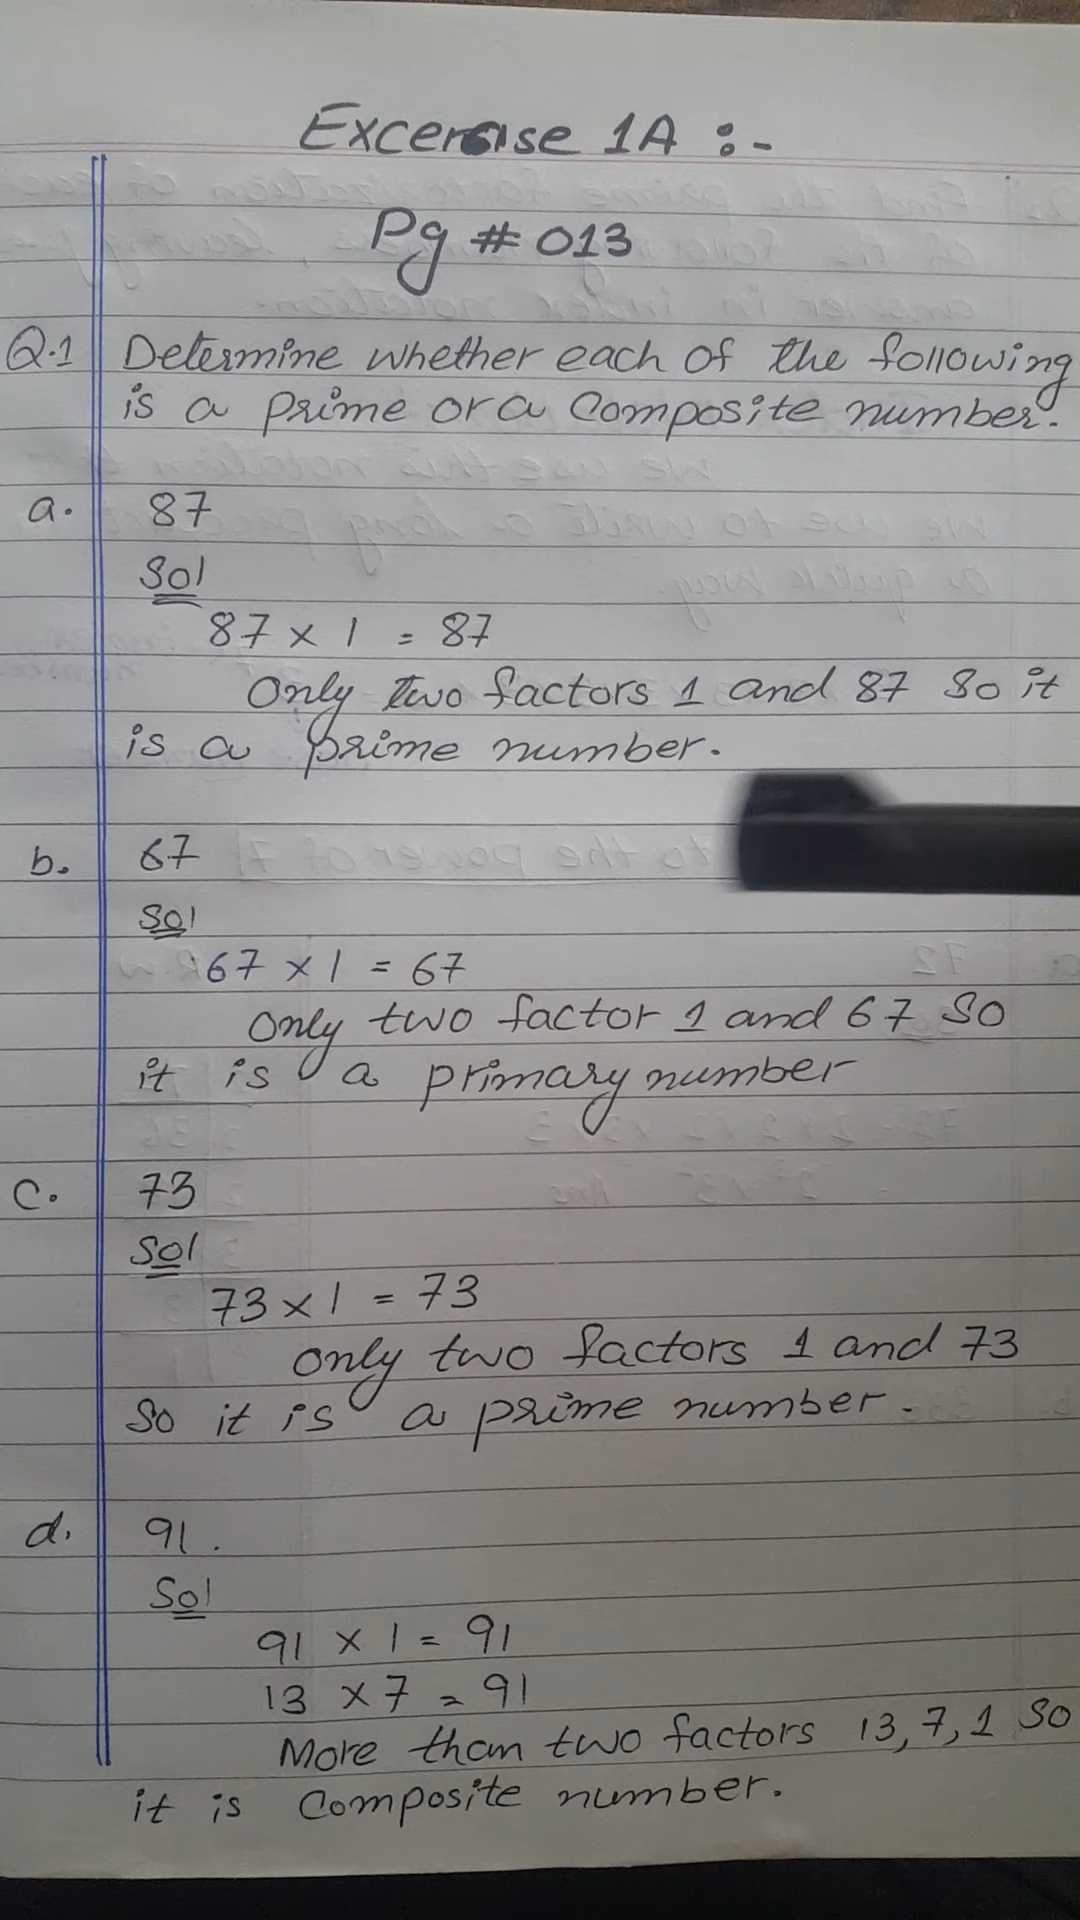 Excercise 1A :-
Pg # 013
Q.1 Determine whether each of the following
is a prime or a Composite number.
a. 87
Sol
87 × 1 = 87
Only two factors 1 and 87 So it
is a prime number.
b. 67
Sol
67 × 1 = 67
Only two factor 1 and 67 So
it is a primary number
c. 73
Sol
73 × 1 = 73
Only two factors 1 and 73
So it is a prime number.
d. 91.
Sol
91 × 1 = 91
13 × 7 = 91
More than two factors 13, 7, 1 So
it is Composite number.